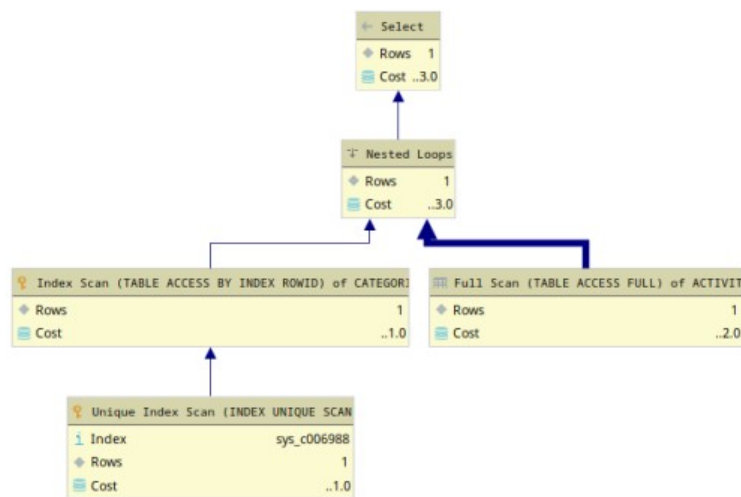 Select
Rows 1
Cost ..3.0
Nested Loops
Rows 1
Cost ..3.0
Index Scan (TABLE ACCESS BY INDEX ROWID) of CATEGORI
Rows 1
Cost ..1.0
Full Scan (TABLE ACCESS FULL) of ACTIVIT
Rows 1
Cost ..2.0
Unique Index Scan (INDEX UNIQUE SCAN
i Index sys_c006988
Rows 1
Cost ..1.0